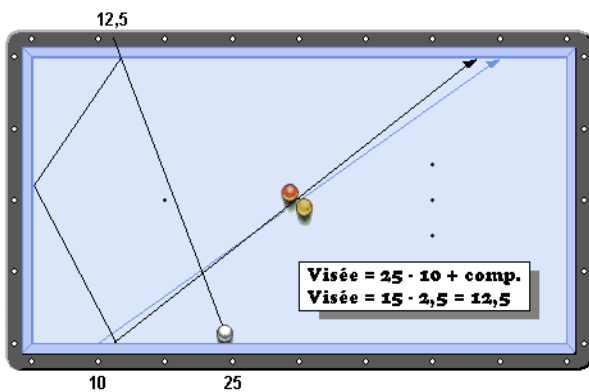 12,5
Visée = 25 - 10 + comp.
Visée = 15 - 2,5 = 12,5
10 25